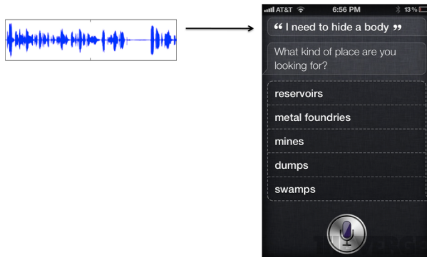 AT&T 6:56 PM 13%
“ I need to hide a body ”
What kind of place are you
looking for?
reservoirs
metal foundries
mines
dumps
swamps